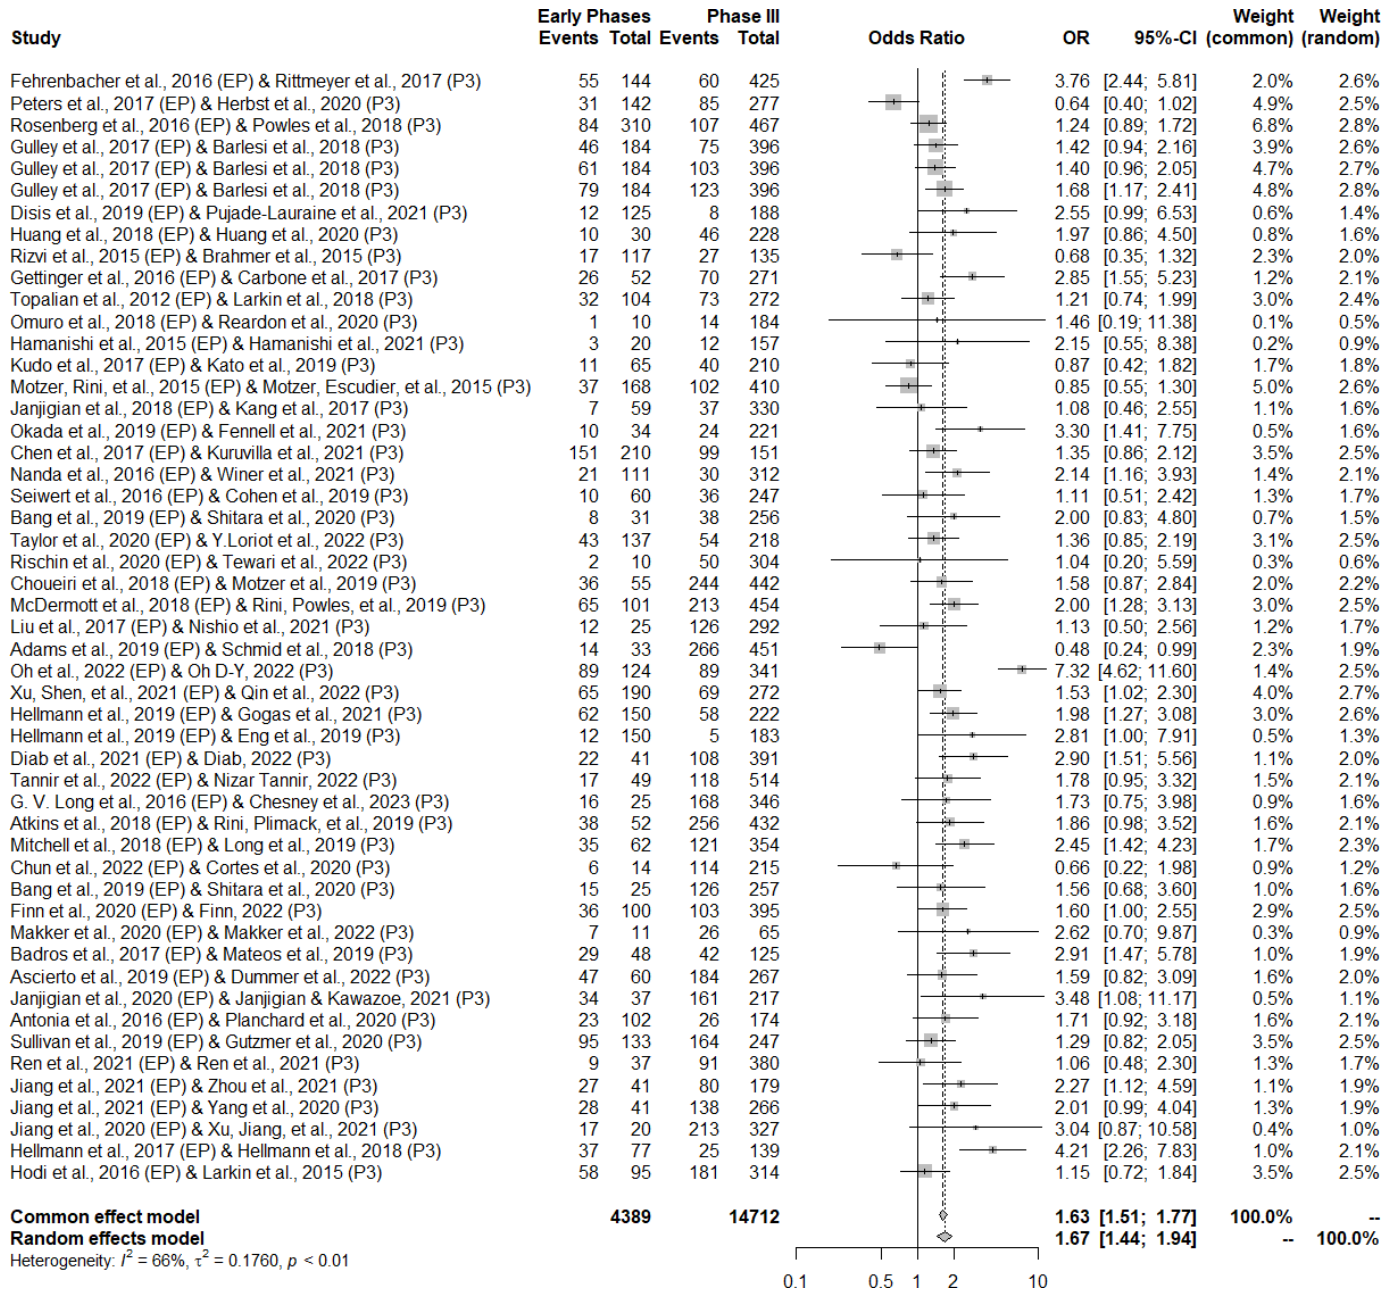 Early Phases Phase III Weight Weight
Study Events Total Events Total Odds Ratio OR 95%-CI (common) (random)
Fehrenbacher et al., 2016 (EP) & Rittmeyer et al., 2017 (P3) 55 144 60 425 3.76 [2.44; 5.81] 2.0% 2.6%
Peters et al., 2017 (EP) & Herbst et al., 2020 (P3) 31 142 85 277 0.64 [0.40; 1.02] 4.9% 2.5%
Rosenberg et al., 2016 (EP) & Powles et al., 2018 (P3) 84 310 107 467 1.24 [0.89; 1.72] 6.8% 2.8%
Gulley et al., 2017 (EP) & Barlesi et al., 2018 (P3) 46 184 75 396 1.42 [0.94; 2.16] 3.9% 2.6%
Gulley et al., 2017 (EP) & Barlesi et al., 2018 (P3) 61 184 103 396 1.40 [0.96; 2.05] 4.7% 2.7%
Gulley et al., 2017 (EP) & Barlesi et al., 2018 (P3) 79 184 123 396 1.68 [1.17; 2.41] 4.8% 2.8%
Disis et al., 2019 (EP) & Pujade-Lauraine et al., 2021 (P3) 12 125 8 188 2.55 [0.99; 6.53] 0.6% 1.4%
Huang et al., 2018 (EP) & Huang et al., 2020 (P3) 10 30 46 228 1.97 [0.86; 4.50] 0.8% 1.6%
Rizvi et al., 2015 (EP) & Brahmer et al., 2015 (P3) 17 117 27 135 0.68 [0.35; 1.32] 2.3% 2.0%
Gettinger et al., 2016 (EP) & Carbone et al., 2017 (P3) 26 52 70 271 2.85 [1.55; 5.23] 1.2% 2.1%
Topalian et al., 2012 (EP) & Larkin et al., 2018 (P3) 32 104 73 272 1.21 [0.74; 1.99] 3.0% 2.4%
Omuro et al., 2018 (EP) & Reardon et al., 2020 (P3) 1 10 14 184 1.46 [0.19; 11.38] 0.1% 0.5%
Hamanishi et al., 2015 (EP) & Hamanishi et al., 2021 (P3) 3 20 12 157 2.15 [0.55; 8.38] 0.2% 0.9%
Kudo et al., 2017 (EP) & Kato et al., 2019 (P3) 11 65 40 210 0.87 [0.42; 1.82] 1.7% 1.8%
Motzer, Rini, et al., 2015 (EP) & Motzer, Escudier, et al., 2015 (P3) 37 168 102 410 0.85 [0.55; 1.30] 5.0% 2.6%
Janjigian et al., 2018 (EP) & Kang et al., 2017 (P3) 7 59 37 330 1.08 [0.46; 2.55] 1.1% 1.6%
Okada et al., 2019 (EP) & Fennell et al., 2021 (P3) 10 34 24 221 3.30 [1.41; 7.75] 0.5% 1.6%
Chen et al., 2017 (EP) & Kuruvilla et al., 2021 (P3) 151 210 99 151 1.35 [0.86; 2.12] 3.5% 2.5%
Nanda et al., 2016 (EP) & Winer et al., 2021 (P3) 21 111 30 312 2.14 [1.16; 3.93] 1.4% 2.1%
Seiwert et al., 2016 (EP) & Cohen et al., 2019 (P3) 10 60 36 247 1.11 [0.51; 2.42] 1.3% 1.7%
Bang et al., 2019 (EP) & Shitara et al., 2020 (P3) 8 31 38 256 2.00 [0.83; 4.80] 0.7% 1.5%
Taylor et al., 2020 (EP) & Y.Loriot et al., 2022 (P3) 43 137 54 218 1.36 [0.85; 2.19] 3.1% 2.5%
Rischin et al., 2020 (EP) & Tewari et al., 2022 (P3) 2 10 50 304 1.04 [0.20; 5.59] 0.3% 0.6%
Choueiri et al., 2018 (EP) & Motzer et al., 2019 (P3) 36 55 244 442 1.58 [0.87; 2.84] 2.0% 2.2%
McDermott et al., 2018 (EP) & Rini, Powles, et al., 2019 (P3) 65 101 213 454 2.00 [1.28; 3.13] 3.0% 2.5%
Liu et al., 2017 (EP) & Nishio et al., 2021 (P3) 12 25 126 292 1.13 [0.50; 2.56] 1.2% 1.7%
Adams et al., 2019 (EP) & Schmid et al., 2018 (P3) 14 33 266 451 0.48 [0.24; 0.99] 2.3% 1.9%
Oh et al., 2022 (EP) & Oh D-Y, 2022 (P3) 89 124 89 341 7.32 [4.62; 11.60] 1.4% 2.5%
Xu, Shen, et al., 2021 (EP) & Qin et al., 2022 (P3) 65 190 69 272 1.53 [1.02; 2.30] 4.0% 2.7%
Hellmann et al., 2019 (EP) & Gogas et al., 2021 (P3) 62 150 58 222 1.98 [1.27; 3.08] 3.0% 2.6%
Hellmann et al., 2019 (EP) & Eng et al., 2019 (P3) 12 150 5 183 2.81 [1.00; 7.91] 0.5% 1.3%
Diab et al., 2021 (EP) & Diab, 2022 (P3) 22 41 108 391 2.90 [1.51; 5.56] 1.1% 2.0%
Tannir et al., 2022 (EP) & Nizar Tannir, 2022 (P3) 17 49 118 514 1.78 [0.95; 3.32] 1.5% 2.1%
G. V. Long et al., 2016 (EP) & Chesney et al., 2023 (P3) 16 25 168 346 1.73 [0.75; 3.98] 0.9% 1.6%
Atkins et al., 2018 (EP) & Rini, Plimack, et al., 2019 (P3) 38 52 256 432 1.86 [0.98; 3.52] 1.6% 2.1%
Mitchell et al., 2018 (EP) & Long et al., 2019 (P3) 35 62 121 354 2.45 [1.42; 4.23] 1.7% 2.3%
Chun et al., 2022 (EP) & Cortes et al., 2020 (P3) 6 14 114 215 0.66 [0.22; 1.98] 0.9% 1.2%
Bang et al., 2019 (EP) & Shitara et al., 2020 (P3) 15 25 126 257 1.56 [0.68; 3.60] 1.0% 1.6%
Finn et al., 2020 (EP) & Finn, 2022 (P3) 36 100 103 395 1.60 [1.00; 2.55] 2.9% 2.5%
Makker et al., 2020 (EP) & Makker et al., 2022 (P3) 7 11 26 65 2.62 [0.70; 9.87] 0.3% 0.9%
Badros et al., 2017 (EP) & Mateos et al., 2019 (P3) 29 48 42 125 2.91 [1.47; 5.78] 1.0% 1.9%
Ascierto et al., 2019 (EP) & Dummer et al., 2022 (P3) 47 60 184 267 1.59 [0.82; 3.09] 1.6% 2.0%
Janjigian et al., 2020 (EP) & Janjigian & Kawazoe, 2021 (P3) 34 37 161 217 3.48 [1.08; 11.17] 0.5% 1.1%
Antonia et al., 2016 (EP) & Planchard et al., 2020 (P3) 23 102 26 174 1.71 [0.92; 3.18] 1.6% 2.1%
Sullivan et al., 2019 (EP) & Gutzmer et al., 2020 (P3) 95 133 164 247 1.29 [0.82; 2.05] 3.5% 2.5%
Ren et al., 2021 (EP) & Ren et al., 2021 (P3) 9 37 91 380 1.06 [0.48; 2.30] 1.3% 1.7%
Jiang et al., 2021 (EP) & Zhou et al., 2021 (P3) 27 41 80 179 2.27 [1.12; 4.59] 1.1% 1.9%
Jiang et al., 2021 (EP) & Yang et al., 2020 (P3) 28 41 138 266 2.01 [0.99; 4.04] 1.3% 1.9%
Jiang et al., 2020 (EP) & Xu, Jiang, et al., 2021 (P3) 17 20 213 327 3.04 [0.87; 10.58] 0.4% 1.0%
Hellmann et al., 2017 (EP) & Hellmann et al., 2018 (P3) 37 77 25 139 4.21 [2.26; 7.83] 1.0% 2.1%
Hodi et al., 2016 (EP) & Larkin et al., 2015 (P3) 58 95 181 314 1.15 [0.72; 1.84] 3.5% 2.5%
Common effect model 4389 14712 1.63 [1.51; 1.77] 100.0% --
Random effects model 1.67 [1.44; 1.94] -- 100.0%
Heterogeneity: I² = 66%, τ² = 0.1760, p < 0.01
0.1 0.5 1 2 10